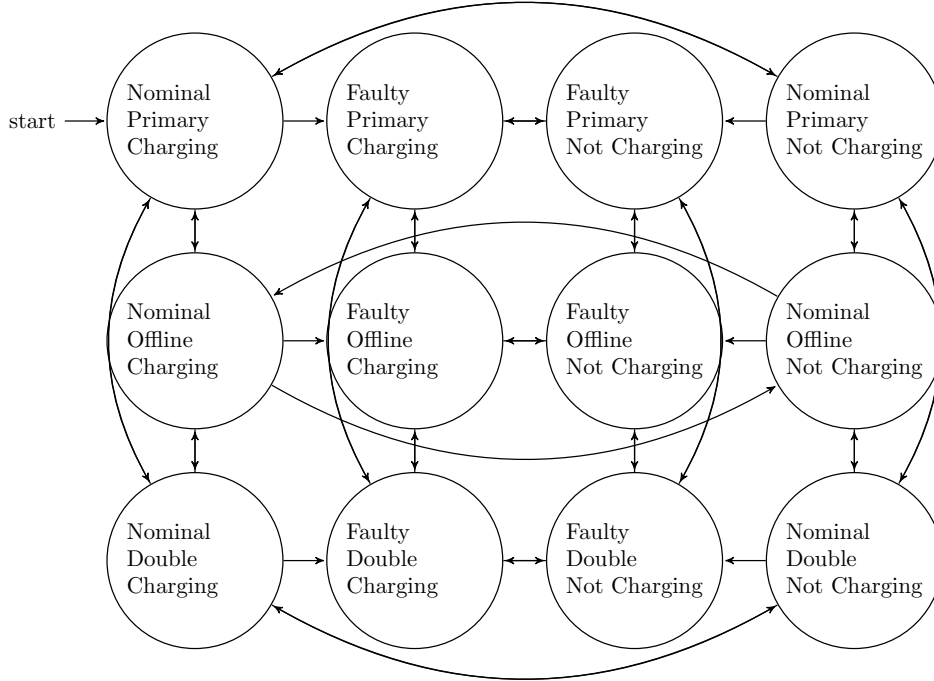 start
Nominal
Primary
Charging
Faulty
Primary
Charging
Faulty
Primary
Not Charging
Nominal
Primary
Not Charging
Nominal
Offline
Charging
Faulty
Offline
Charging
Faulty
Offline
Not Charging
Nominal
Offline
Not Charging
Nominal
Double
Charging
Faulty
Double
Charging
Faulty
Double
Not Charging
Nominal
Double
Not Charging